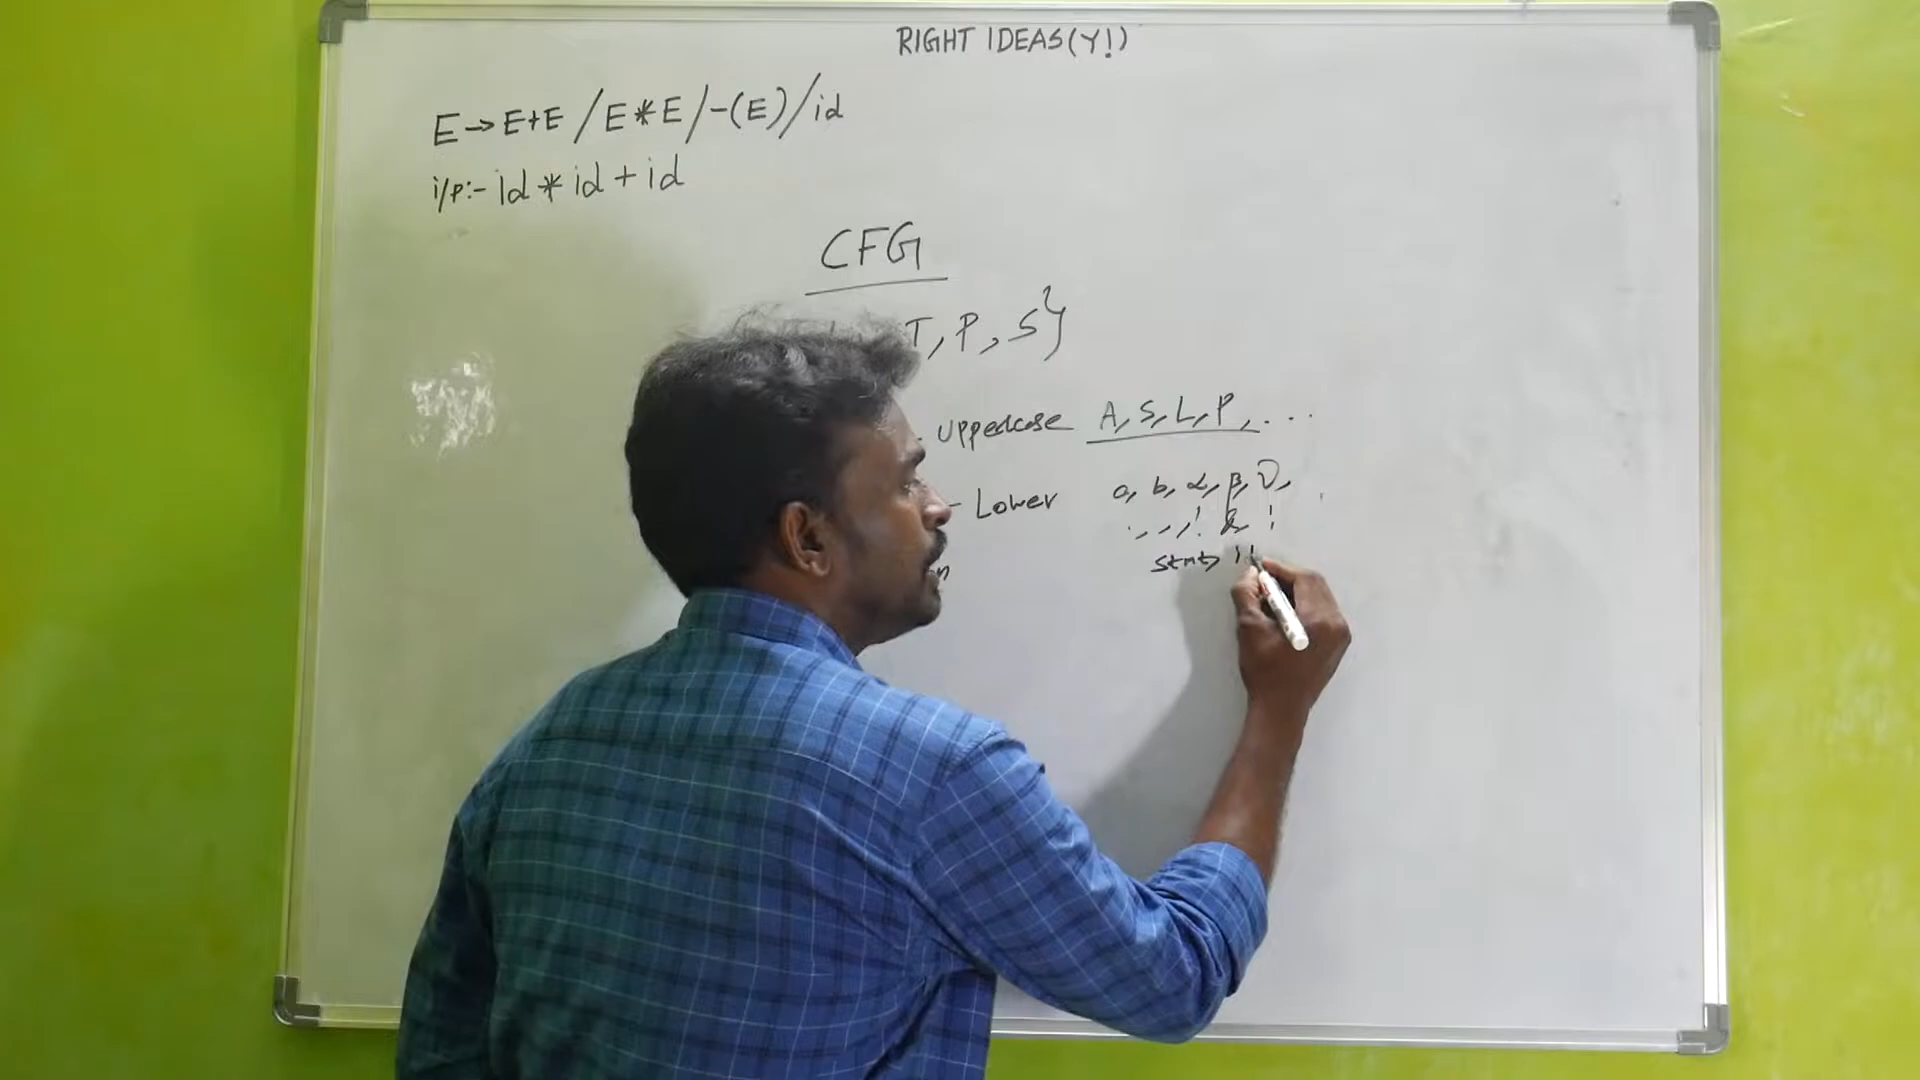 RIGHT IDEAS(Y!)
E→E+E/E*E/-(E)/id
i/p:- id * id + id
CFG
T, P, S}
- Uppercase A, S, L, P, ...
- Lower a, b, α, β,
stmt,